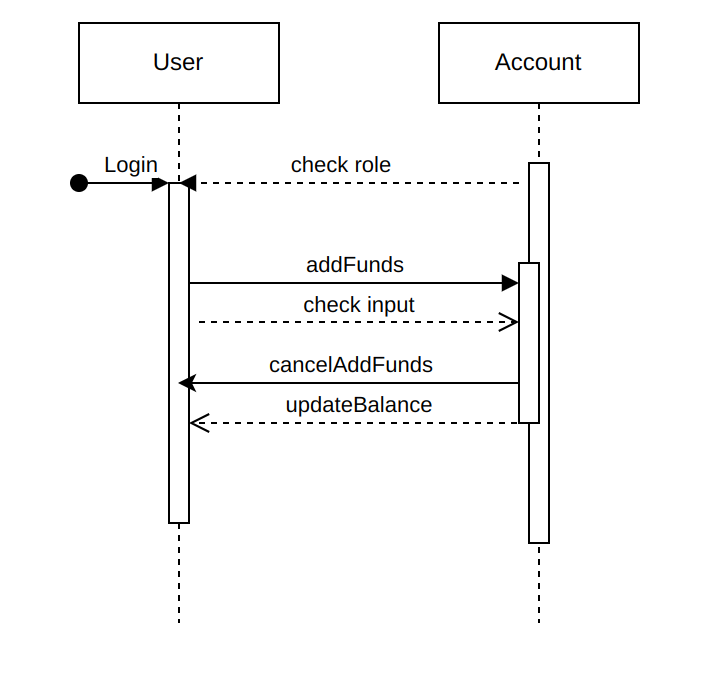 User
Account
Login
check role
addFunds
check input
cancelAddFunds
updateBalance